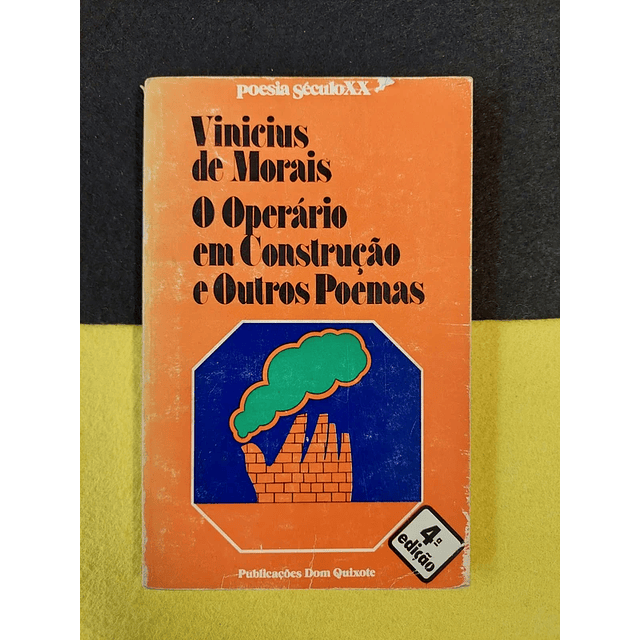 poesia séculoXX
Vinicius
de Morais
O Operário
em Construção
e Outros Poemas
4ª
edição
Publicações Dom Quixote